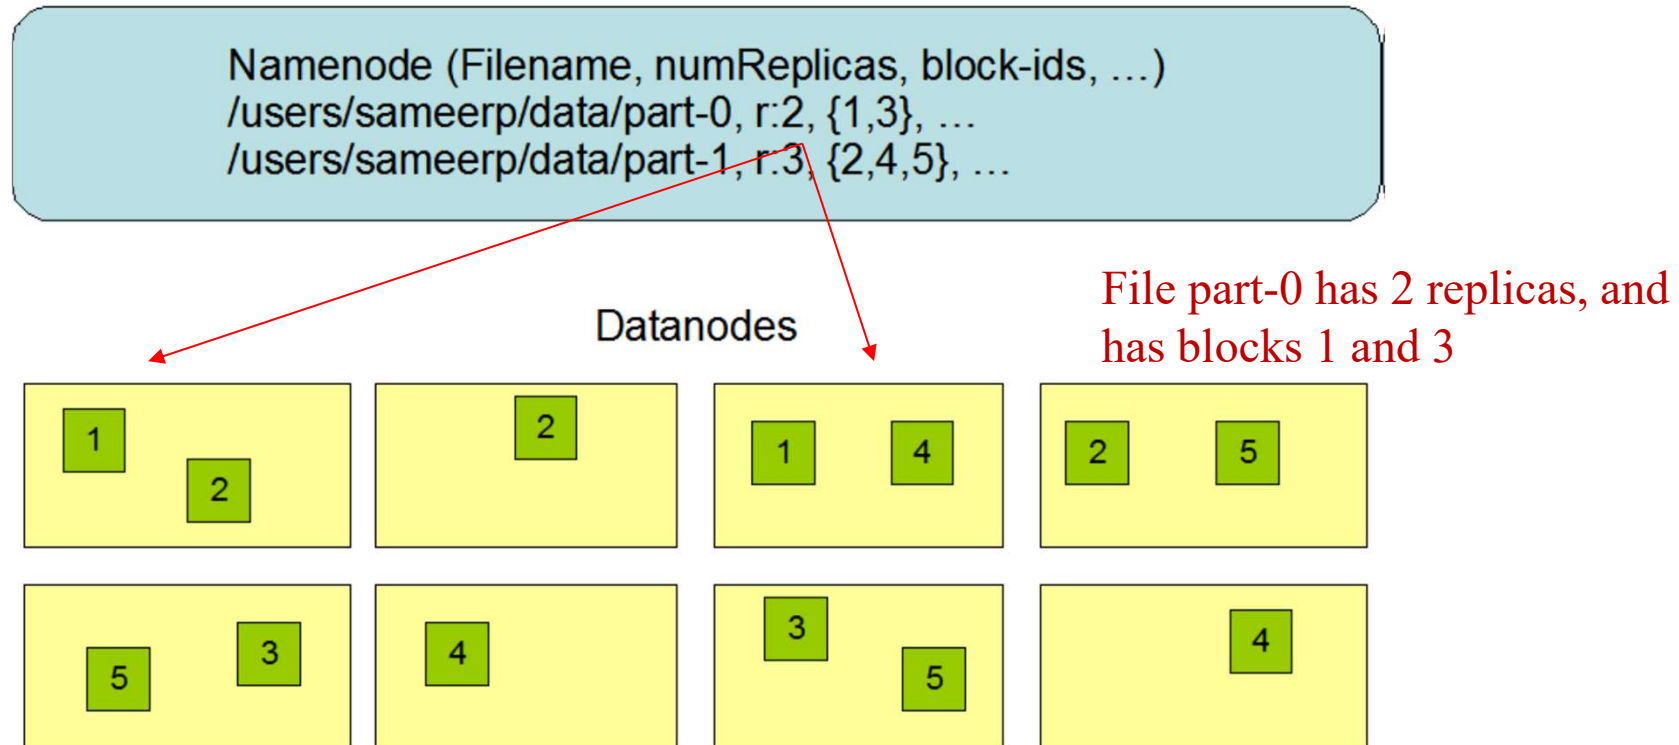 Namenode (Filename, numReplicas, block-ids, ...)
/users/sameerp/data/part-0, r:2, {1,3}, ...
/users/sameerp/data/part-1, r:3, {2,4,5}, ...
File part-0 has 2 replicas, and
has blocks 1 and 3
Datanodes
1
2
2
1 4
2 5
5
3
4
3
5
4